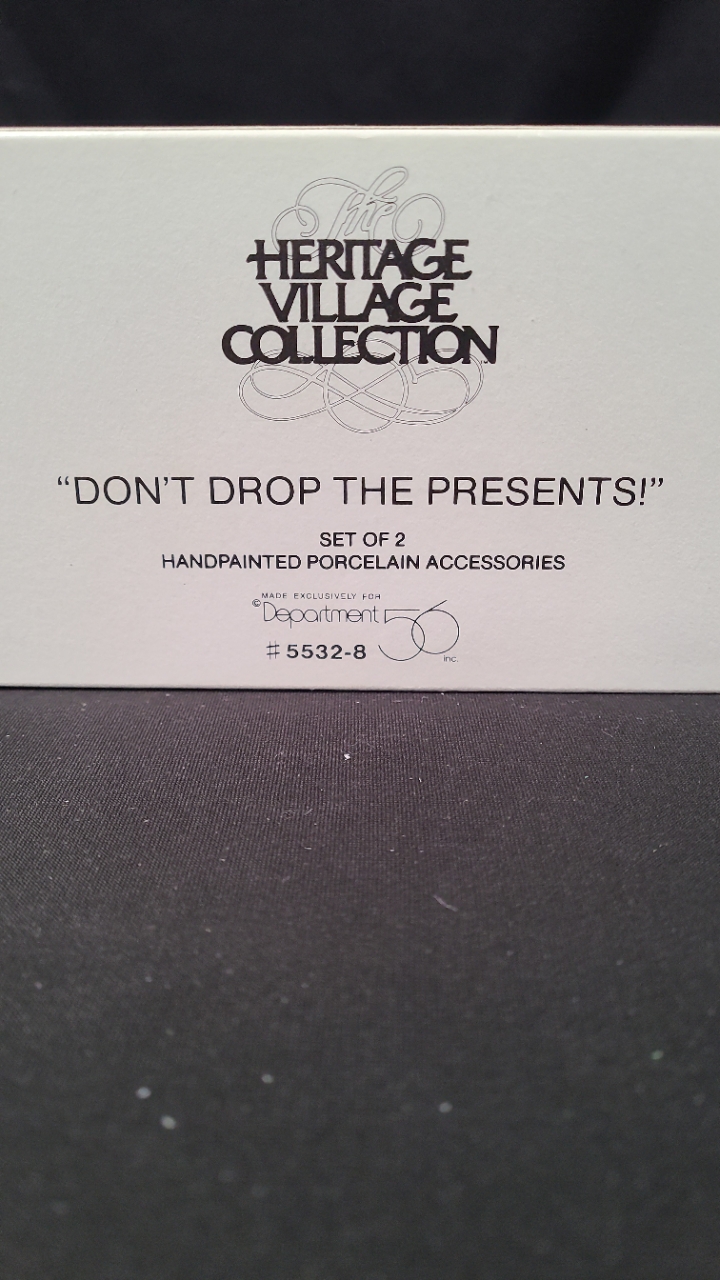 The
HERITAGE
VILLAGE
COLLECTION
“DON'T DROP THE PRESENTS!”
SET OF 2
HANDPAINTED PORCELAIN ACCESSORIES
MADE EXCLUSIVELY FOR
©Department 56
inc.
#5532-8